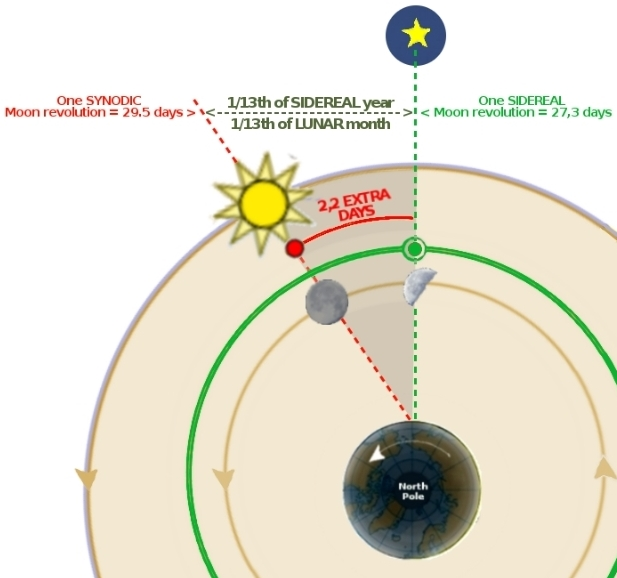 One SYNODIC
Moon revolution = 29.5 days >
< 1/13th of SIDEREAL year >
1/13th of LUNAR month
One SIDEREAL
< Moon revolution = 27,3 days
2,2 EXTRA
DAYS
North
Pole